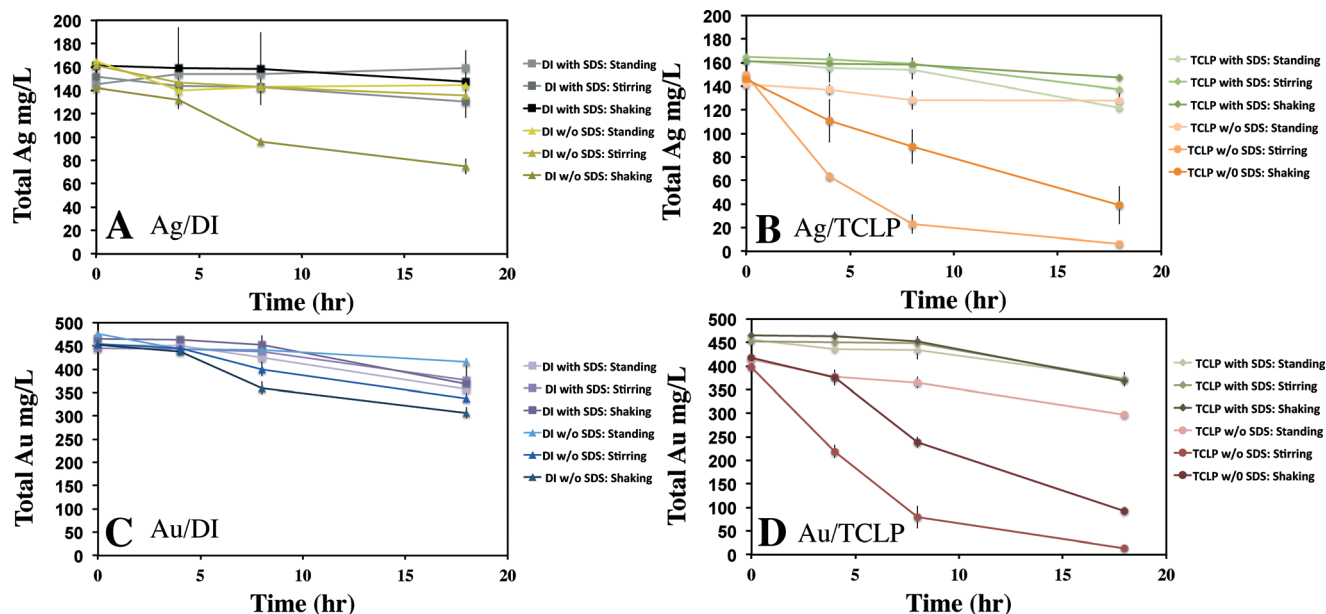 Total Ag mg/L
200
180
160
140
120
100
80
60
40
20
0
A Ag/DI
0 5 10 15 20
Time (hr)
DI with SDS: Standing
DI with SDS: Stirring
DI with SDS: Shaking
DI w/o SDS: Standing
DI w/o SDS: Stirring
DI w/o SDS: Shaking
Total Ag mg/L
200
180
160
140
120
100
80
60
40
20
0
B Ag/TCLP
0 5 10 15 20
Time (hr)
TCLP with SDS: Standing
TCLP with SDS: Stirring
TCLP with SDS: Shaking
TCLP w/o SDS: Standing
TCLP w/o SDS: Stirring
TCLP w/0 SDS: Shaking
Total Au mg/L
500
450
400
350
300
450
200
150
100
50
0
C Au/DI
0 5 10 15 20
Time (hr)
DI with SDS: Standing
DI with SDS: Stirring
DI with SDS: Shaking
DI w/o SDS: Standing
DI w/o SDS: Stirring
DI w/o SDS: Shaking
Total Au mg/L
500
450
400
350
300
250
200
150
100
50
0
D Au/TCLP
0 5 10 15 20
Time (hr)
TCLP with SDS: Standing
TCLP with SDS: Stirring
TCLP with SDS: Shaking
TCLP w/o SDS: Standing
TCLP w/o SDS: Stirring
TCLP w/0 SDS: Shaking